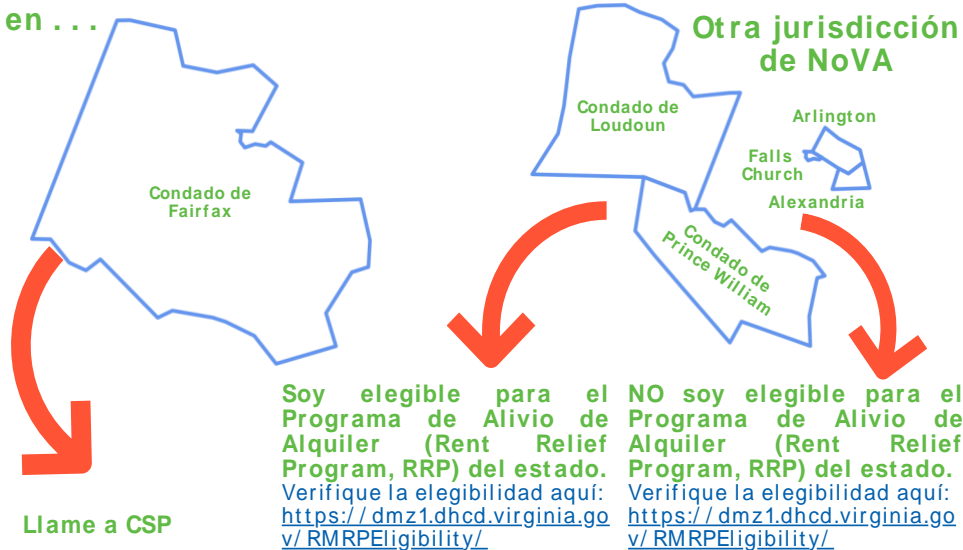 en . . .
Otra jurisdicción
de NoVA
Condado de
Loudoun
Arlington
Falls
Church
Alexandria
Condado de
Fairfax
Condado de
Prince William
Soy elegible para el
Programa de Alivio de
Alquiler (Rent Relief
Program, RRP) del estado.
Verifique la elegibilidad aquí:
https://dmz1.dhcd.virginia.go
v/RMRPEligibility/
NO soy elegible para el
Programa de Alivio de
Alquiler (Rent Relief
Program, RRP) del estado.
Verifique la elegibilidad aquí:
https://dmz1.dhcd.virginia.go
v/RMRPEligibility/
Llame a CSP